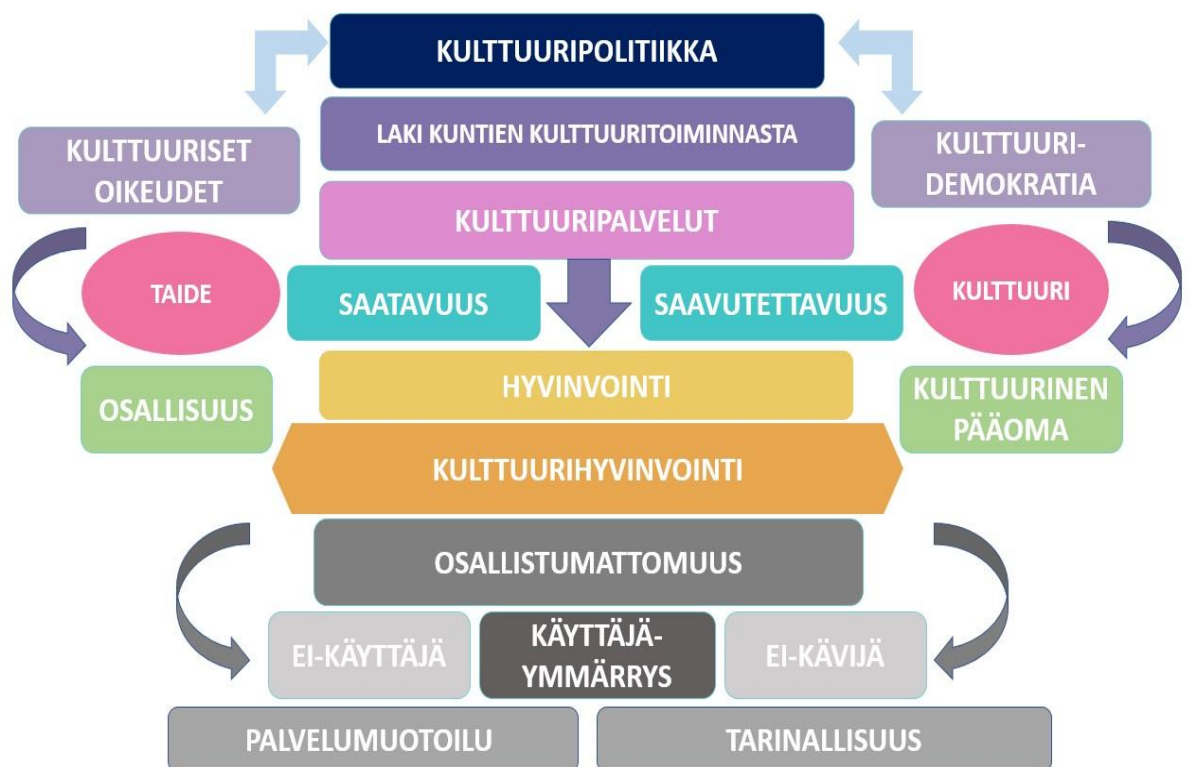 KULTTUURIPOLITIIKKA
LAKI KUNTIEN KULTTUURITOIMINNASTA
KULTTUURISET
OIKEUDET
KULTTUURI-
DEMOKRATIA
KULTTUURIPALVELUT
TAIDE
SAATAVUUS
SAAVUTETTAVUUS
KULTTUURI
OSALLISUUS
HYVINVOINTI
KULTTUURINEN
PÄÄOMA
KULTTUURIHYVINVOINTI
OSALLISTUMATTOMUUS
EI-KÄYTTÄJÄ
KÄYTTÄJÄ-
YMMÄRRYS
EI-KÄVIJÄ
PALVELUMUOTOILU
TARINALLISUUS